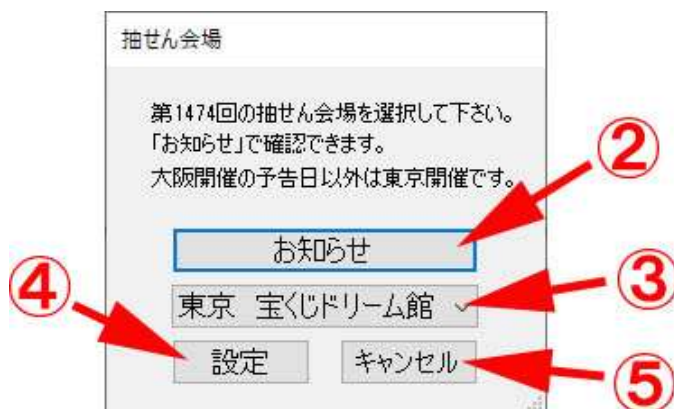 抽せん会場
第1474回の抽せん会場を選択して下さい。
「お知らせ」で確認できます。
大阪開催の予告日以外は東京開催です。
②
お知らせ
③
東京 宝くじドリーム館
④
設定
キャンセル
⑤